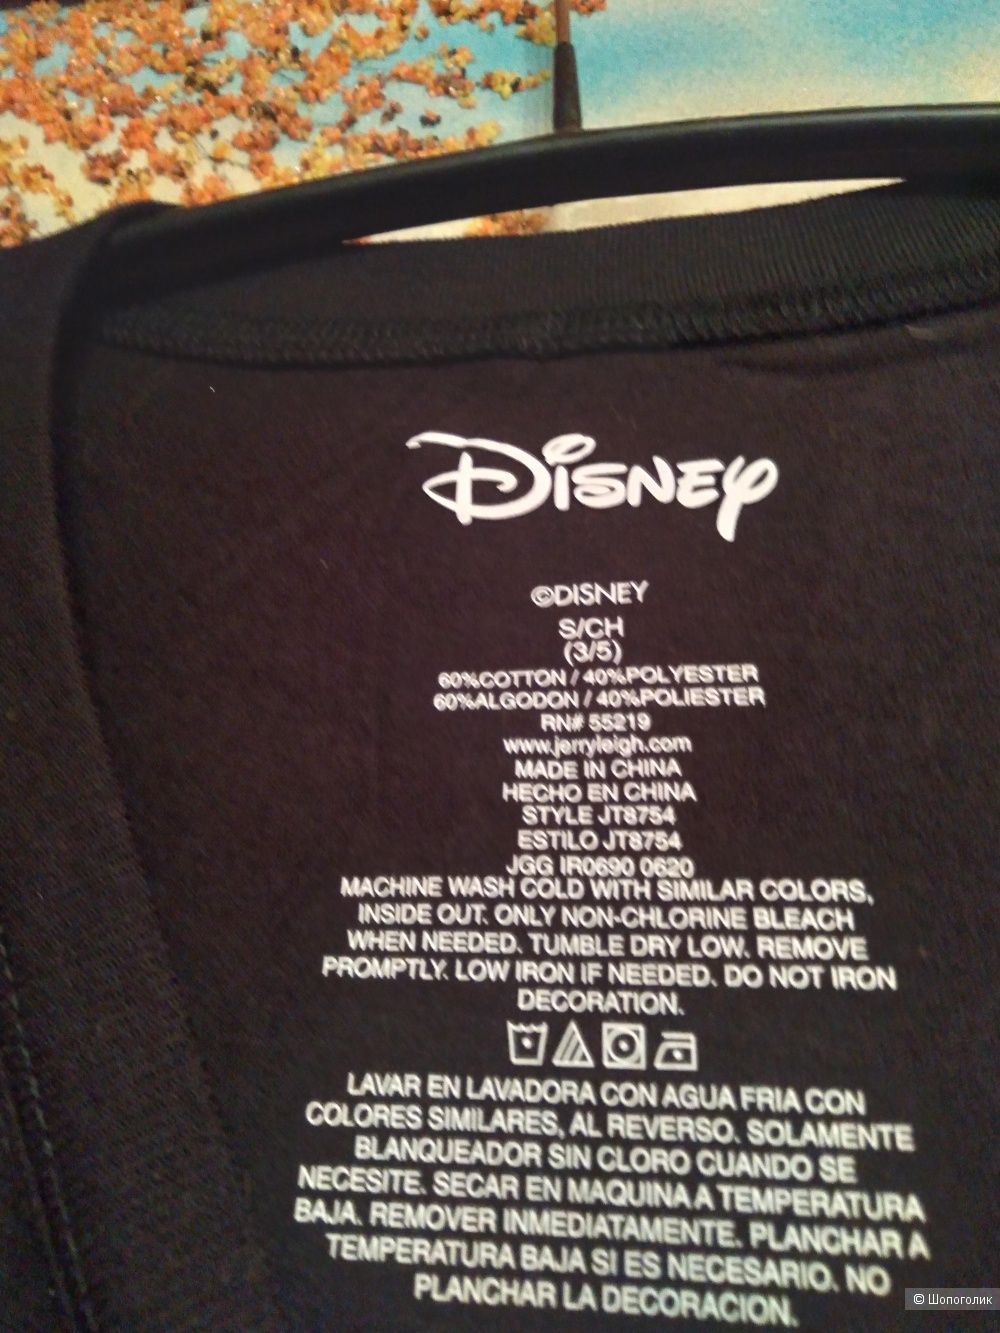 Disney
©DISNEY
S/CH
(3/5)
60%COTTON / 40%POLYESTER
60%ALGODON / 40%POLIESTER
RN# 55219
www.jerryleigh.com
MADE IN CHINA
HECHO EN CHINA
STYLE JT8754
ESTILO JT8754
JGG IR0690 0620
MACHINE WASH COLD WITH SIMILAR COLORS,
INSIDE OUT. ONLY NON-CHLORINE BLEACH
WHEN NEEDED. TUMBLE DRY LOW. REMOVE
PROMPTLY. LOW IRON IF NEEDED. DO NOT IRON
DECORATION.
LAVAR EN LAVADORA CON AGUA FRIA CON
COLORES SIMILARES, AL REVERSO. SOLAMENTE
BLANQUEADOR SIN CLORO CUANDO SE
NECESITE. SECAR EN MAQUINA A TEMPERATURA
BAJA. REMOVER INMEDIATAMENTE. PLANCHAR A
TEMPERATURA BAJA SI ES NECESARIO. NO
PLANCHAR LA DECORACION.
© Шопоголик